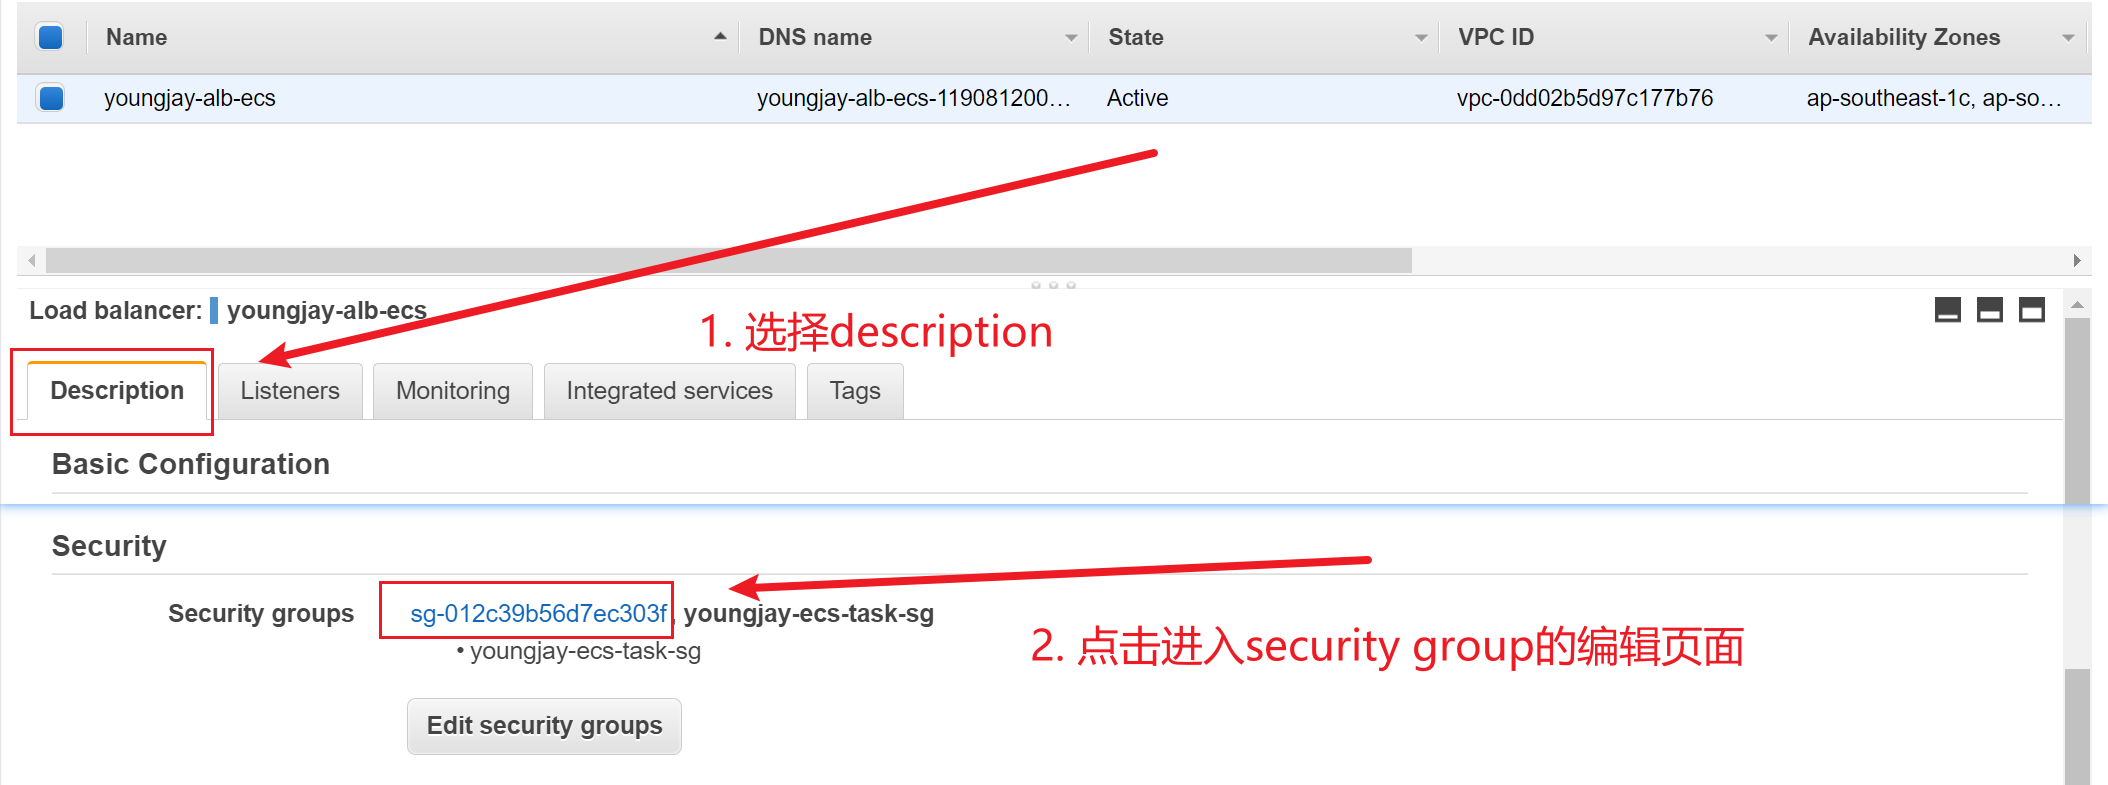 Name DNS name State VPC ID Availability Zones
youngjay-alb-ecs youngjay-alb-ecs-119081200... Active vpc-0dd02b5d97c177b76 ap-southeast-1c, ap-so...
Load balancer: youngjay-alb-ecs
1. 选择description
Description Listeners Monitoring Integrated services Tags
Basic Configuration
Security
Security groups sg-012c39b56d7ec303f, youngjay-ecs-task-sg
• youngjay-ecs-task-sg
2. 点击进入security group的编辑页面
Edit security groups